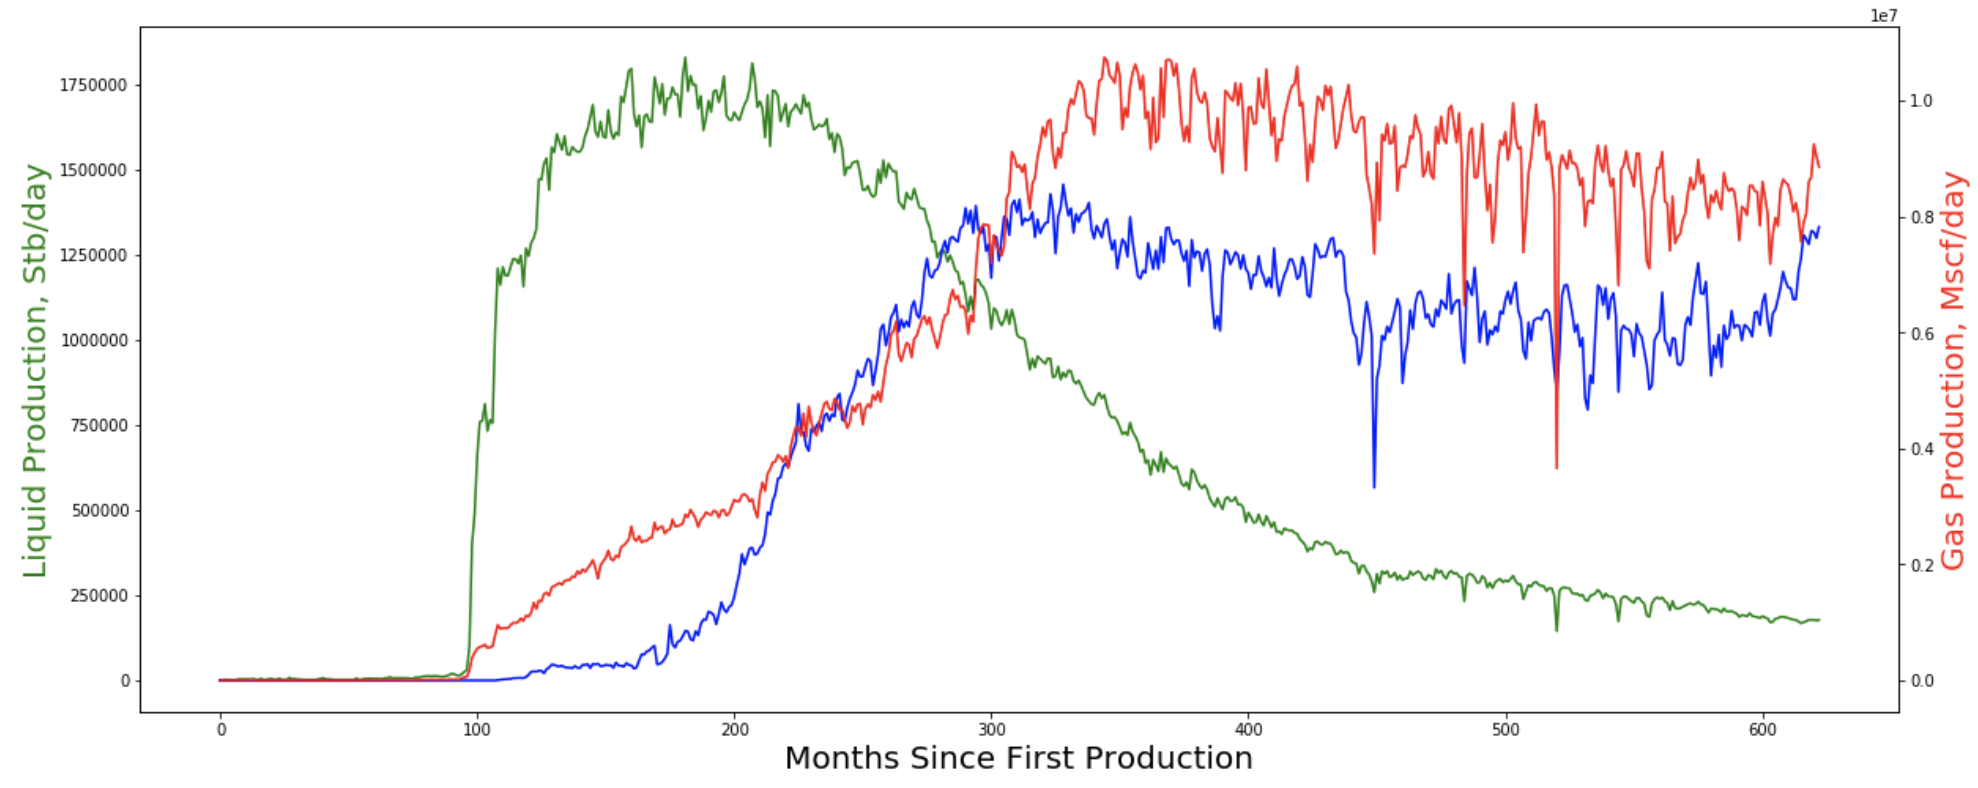 1e7
Liquid Production, Stb/day
1750000
1500000
1250000
1000000
750000
500000
250000
0
1.0
0.8
0.6
0.4
0.2
0.0
Gas Production, Mscf/day
0 100 200 300 400 500 600
Months Since First Production